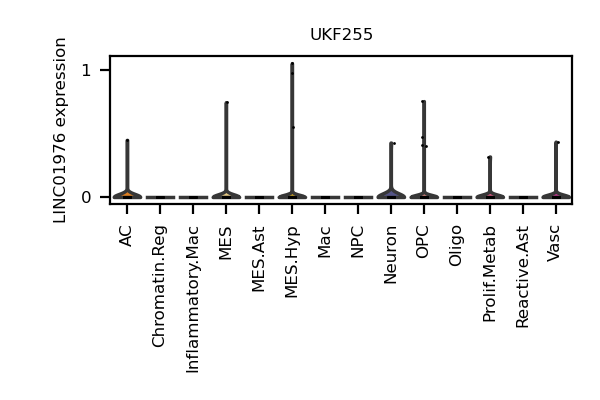 UKF255
LINC01976 expression
1
0
AC
Chromatin.Reg
Inflammatory.Mac
MES
MES.Ast
MES.Hyp
Mac
NPC
Neuron
OPC
Oligo
Prolif.Metab
Reactive.Ast
Vasc